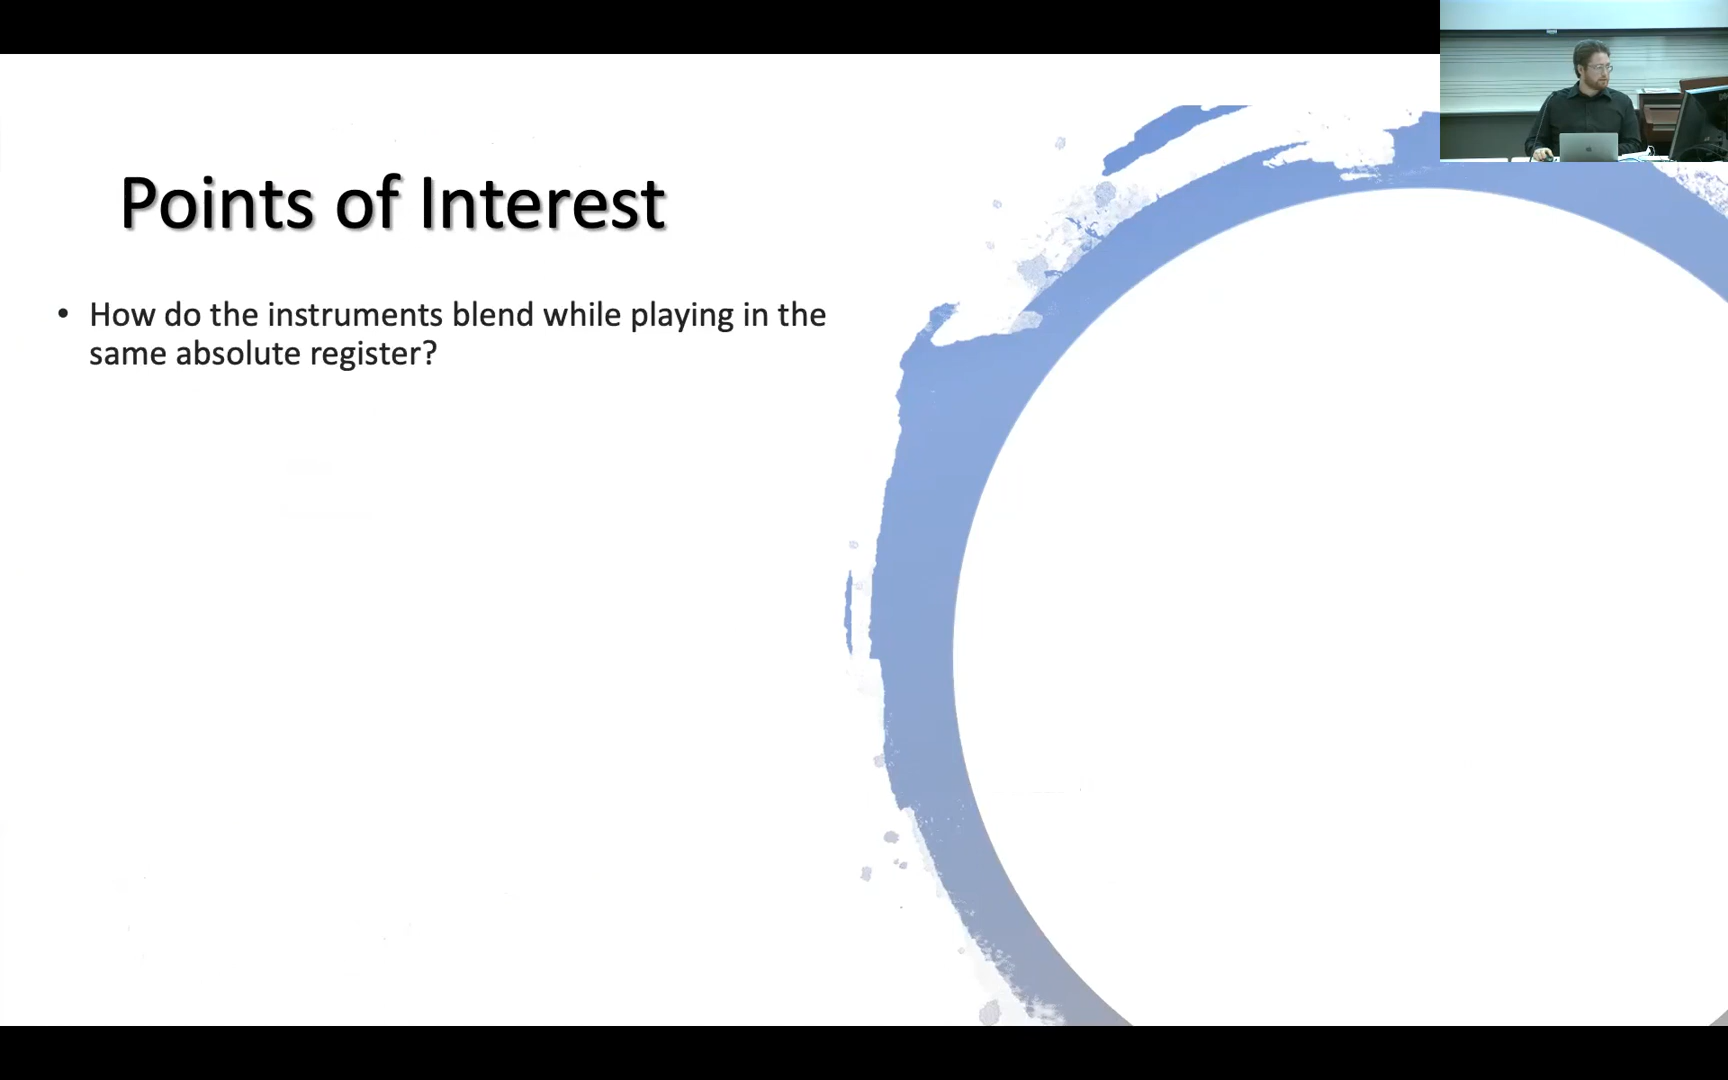 Points of Interest
• How do the instruments blend while playing in the
same absolute register?